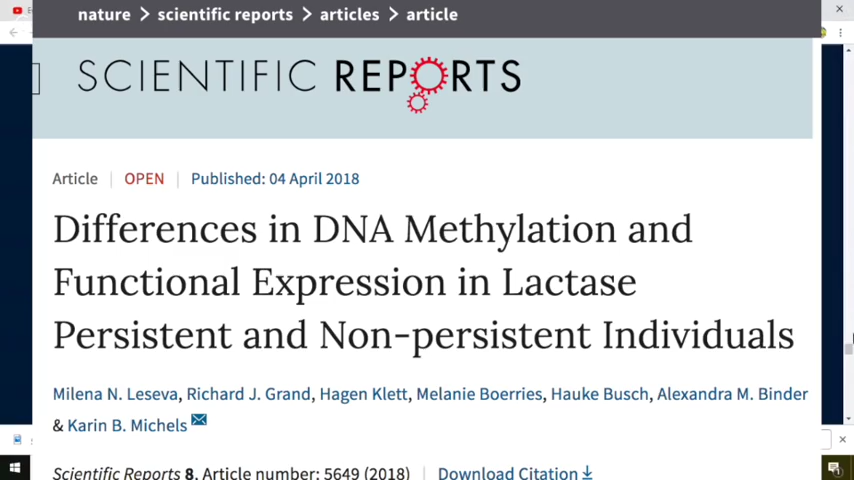 nature > scientific reports > articles > article
SCIENTIFIC REPORTS
Article | OPEN | Published: 04 April 2018
Differences in DNA Methylation and
Functional Expression in Lactase
Persistent and Non-persistent Individuals
Milena N. Leseva, Richard J. Grand, Hagen Klett, Melanie Boerries, Hauke Busch, Alexandra M. Binder
& Karin B. Michels
Scientific Reports 8, Article number: 5649 (2018) | Download Citation